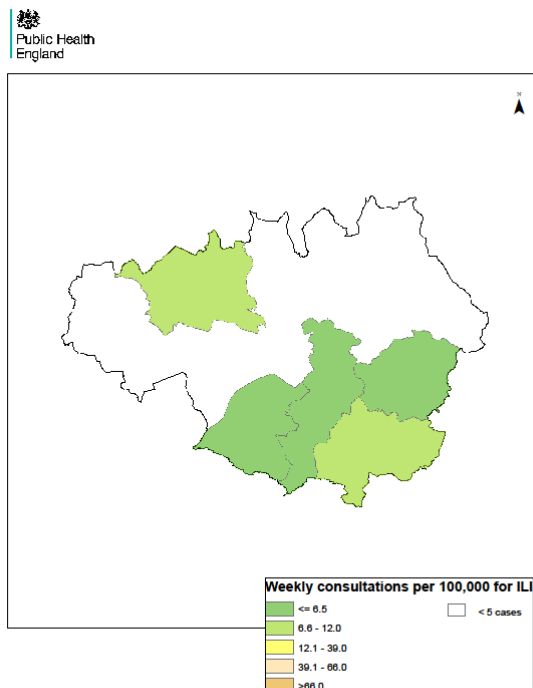 Public Health
England
N
Weekly consultations per 100,000 for ILI
<= 6.5
< 5 cases
6.6 - 12.0
12.1 - 39.0
39.1 - 66.0
>66.0